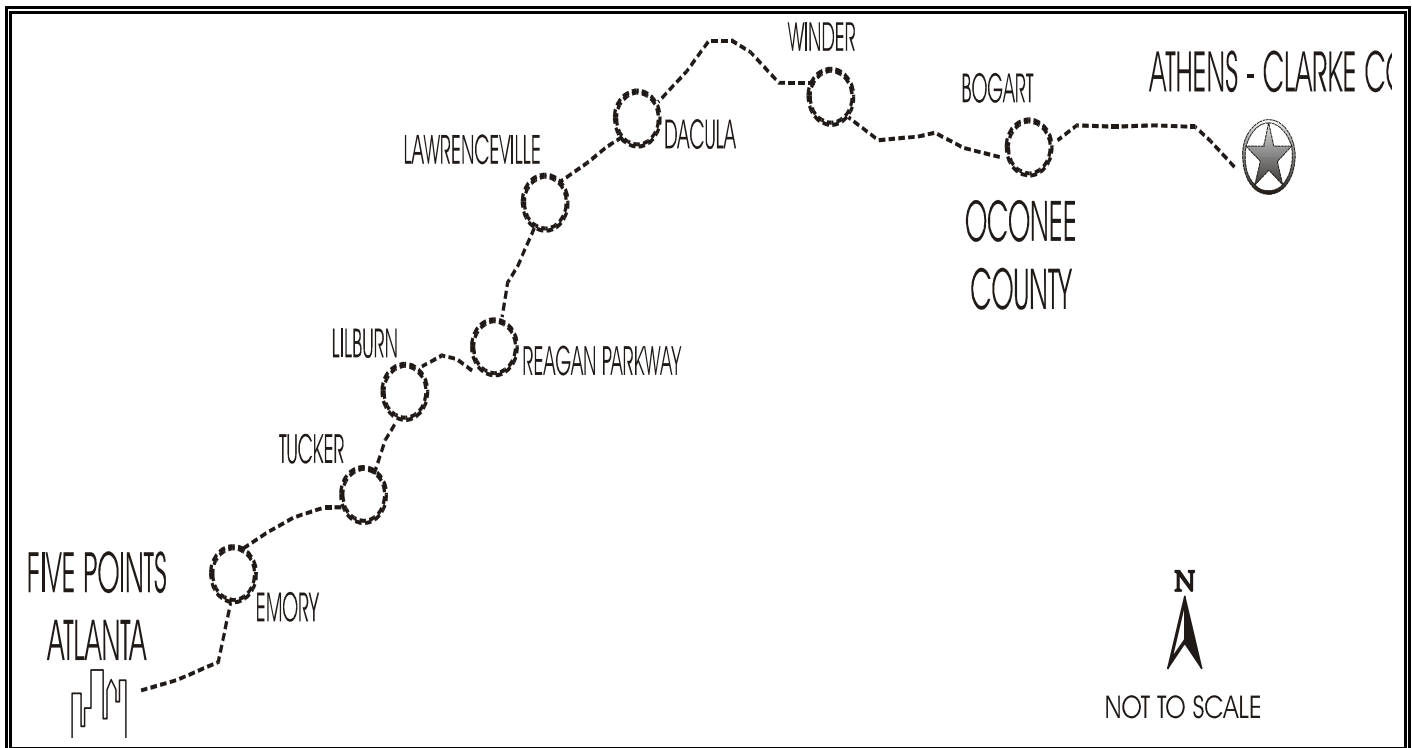 WINDER
ATHENS - CLARKE C
BOGART
DACULA
LAWRENCEVILLE
OCONEE
COUNTY
LILBURN
REAGAN PARKWAY
TUCKER
FIVE POINTS
ATLANTA
EMORY
N
NOT TO SCALE